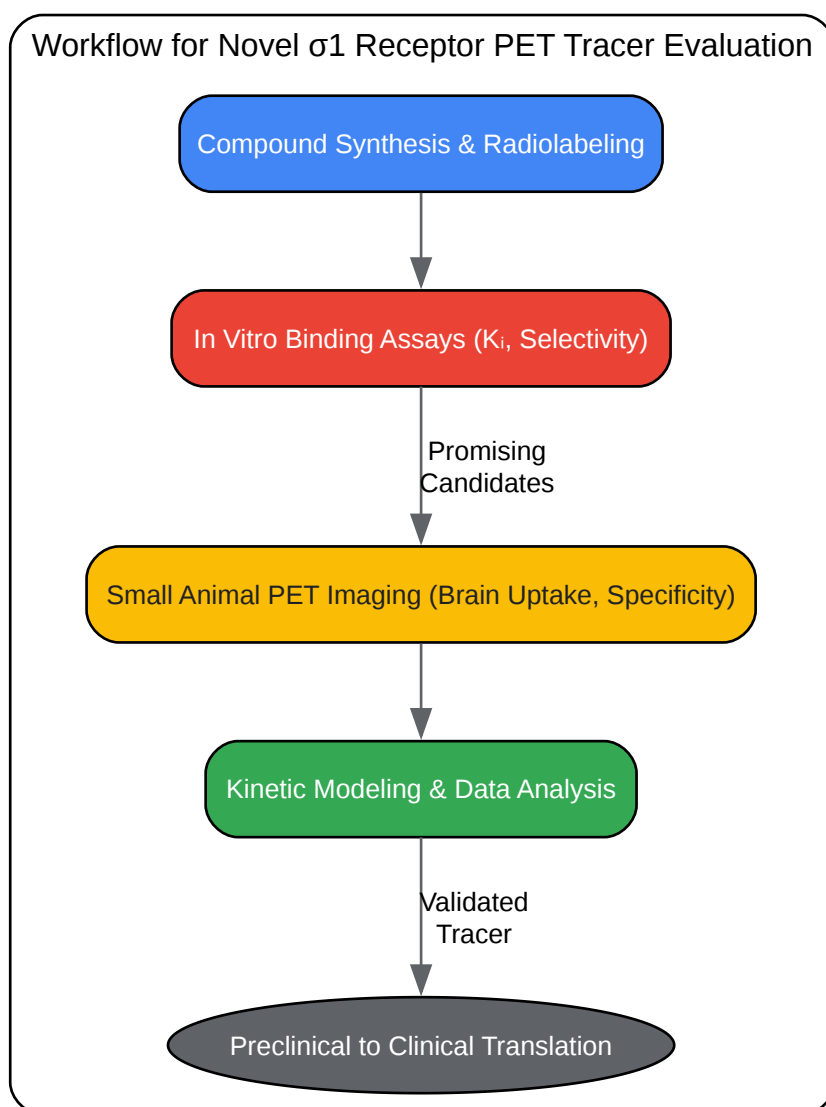 Workflow for Novel σ1 Receptor PET Tracer Evaluation
Compound Synthesis & Radiolabeling
In Vitro Binding Assays (Kᵢ, Selectivity)
Promising
Candidates
Small Animal PET Imaging (Brain Uptake, Specificity)
Kinetic Modeling & Data Analysis
Validated
Tracer
Preclinical to Clinical Translation